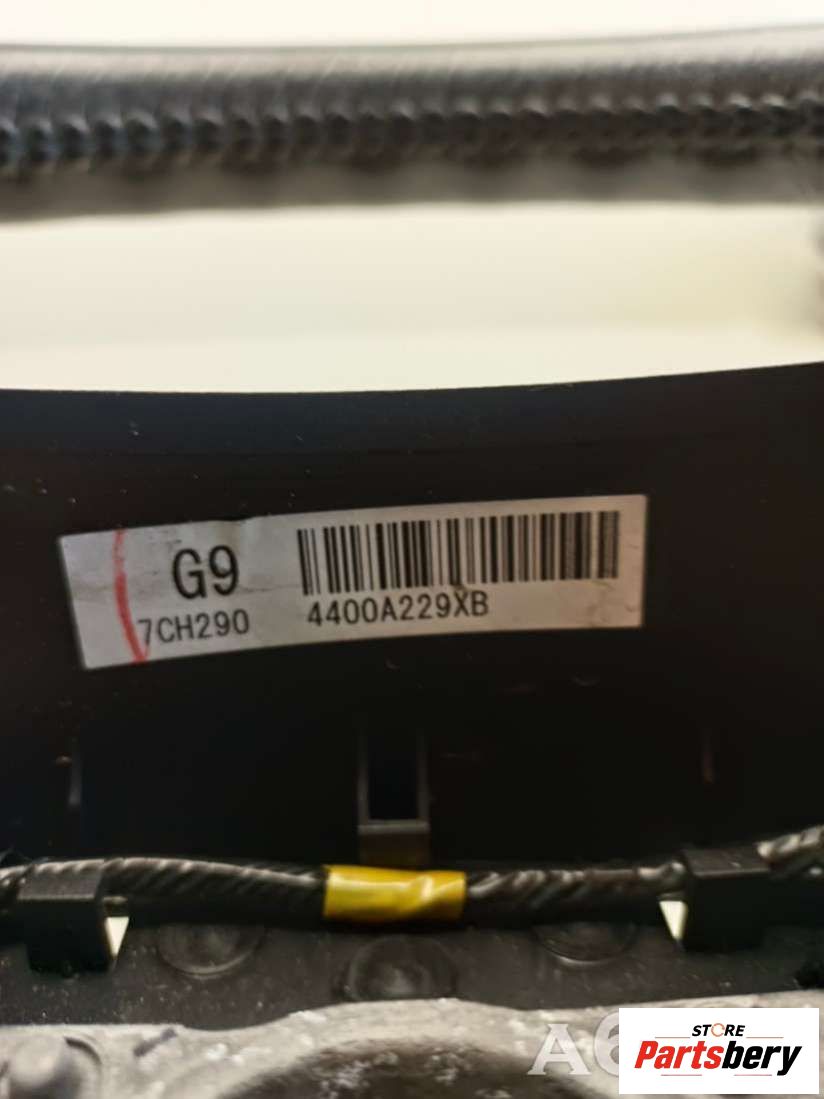 G9
7CH290
4400A229XB
STORE
Partsbery